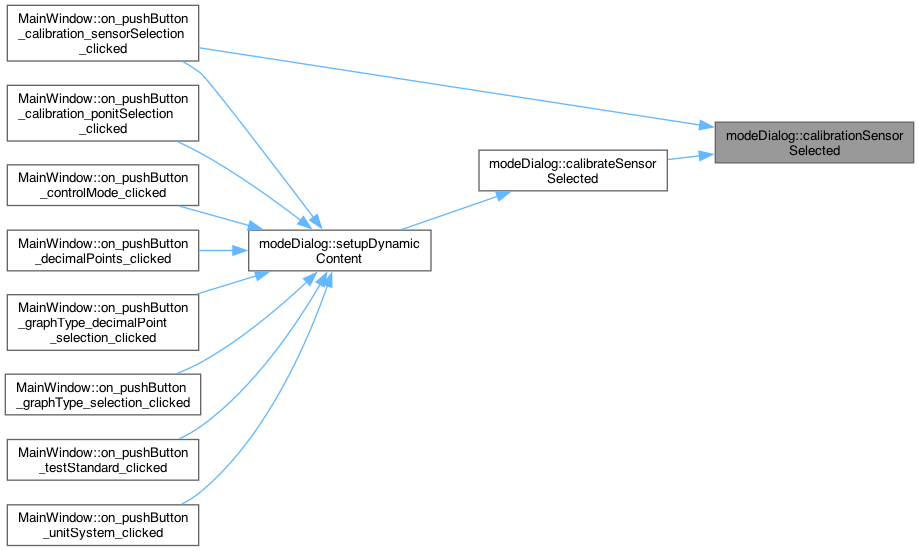 MainWindow::on_pushButton
_calibration_sensorSelection
_clicked
MainWindow::on_pushButton
_calibration_ponitSelection
_clicked
MainWindow::on_pushButton
_controlMode_clicked
MainWindow::on_pushButton
_decimalPoints_clicked
MainWindow::on_pushButton
_graphType_decimalPoint
_selection_clicked
MainWindow::on_pushButton
_graphType_selection_clicked
MainWindow::on_pushButton
_testStandard_clicked
MainWindow::on_pushButton
_unitSystem_clicked
modeDialog::setupDynamic
Content
modeDialog::calibrateSensor
Selected
modeDialog::calibrationSensor
Selected